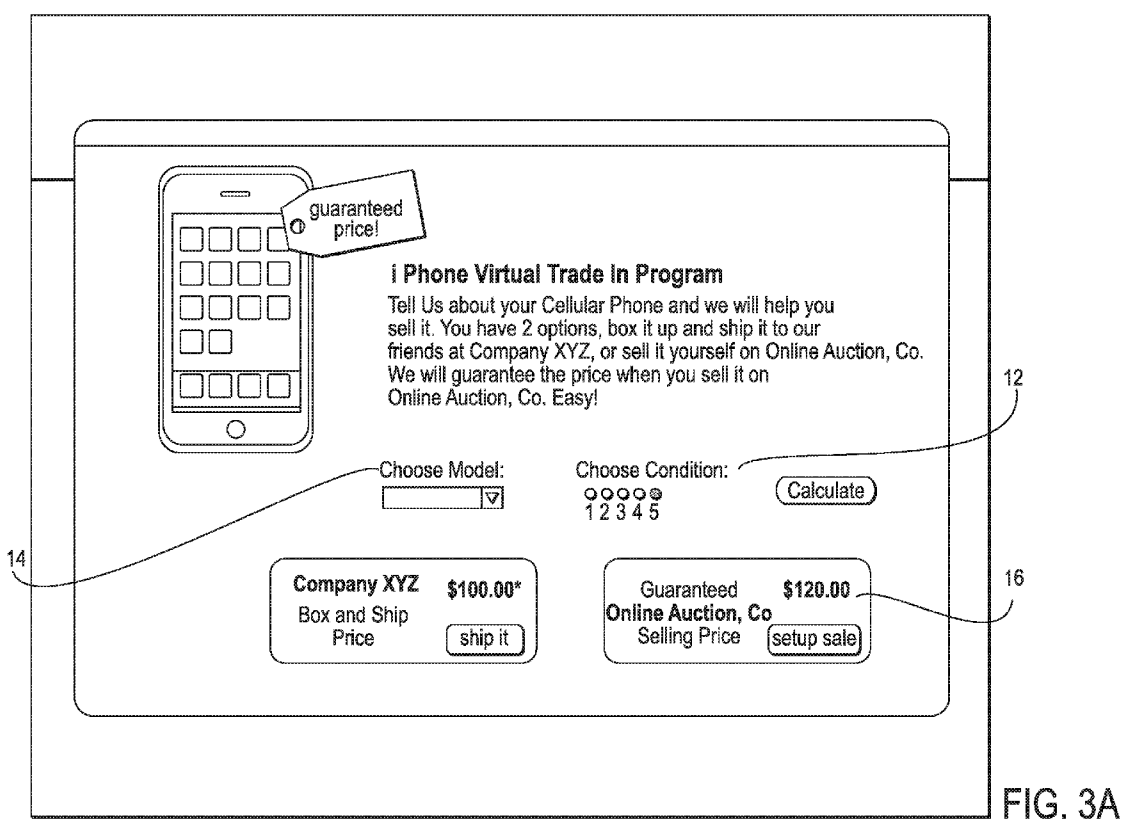 guaranteed
price!
i Phone Virtual Trade In Program
Tell Us about your Cellular Phone and we will help you
sell it. You have 2 options, box it up and ship it to our
friends at Company XYZ, or sell it yourself on Online Auction, Co.
We will guarantee the price when you sell it on
Online Auction, Co. Easy!
12
Choose Model:
Choose Condition:
Calculate
1 2 3 4 5
14
Company XYZ $100.00*
Box and Ship
Price
ship it
Guaranteed $120.00
Online Auction, Co
Selling Price
setup sale
16
FIG. 3A